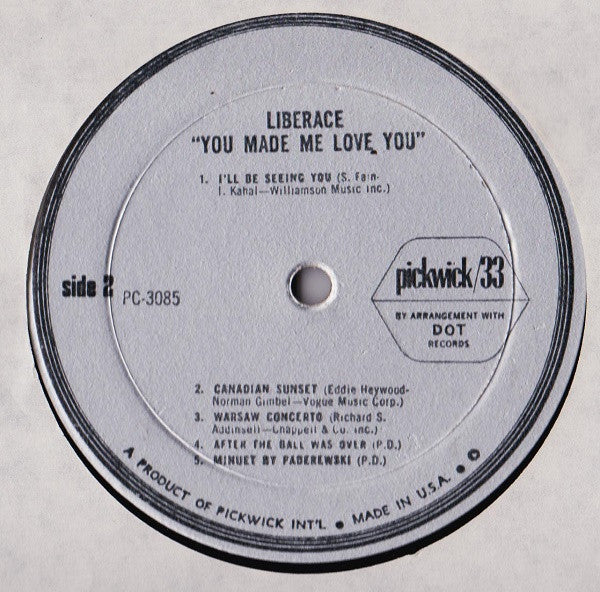 LIBERACE
"YOU MADE ME LOVE YOU"
1. I'LL BE SEEING YOU (S. Fain-
I. Kahal—Williamson Music Inc.)
side 2
PC-3085
pickwick/33
BY ARRANGEMENT WITH
DOT
RECORDS
2. CANADIAN SUNSET (Eddie Heywood-
Norman Gimbel—Vogue Music Corp.)
3. WARSAW CONCERTO (Richard S.
Addinsell—Chappell & Co. Inc.)
4. AFTER THE BALL WAS OVER (P.D.)
5. MINUET BY PADEREWSKI (P.D.)
A PRODUCT OF PICKWICK INT'L • MADE IN U.S.A. •